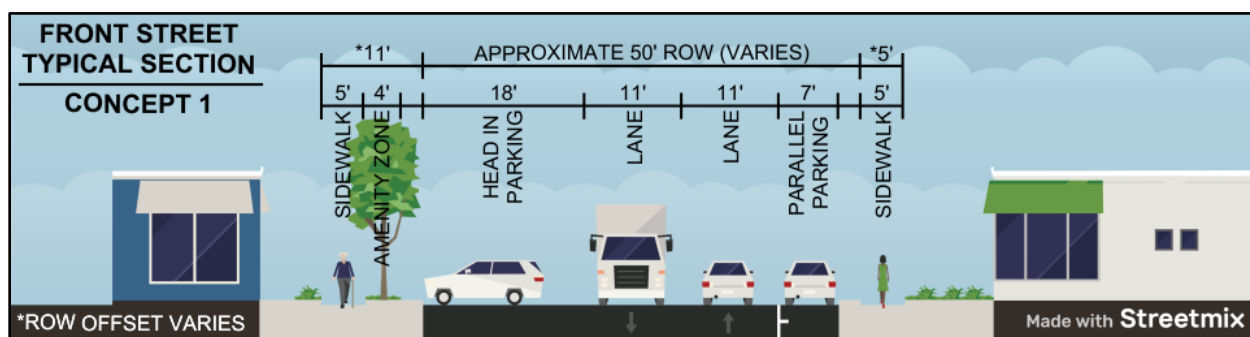 FRONT STREET
TYPICAL SECTION
CONCEPT 1
*11'
APPROXIMATE 50' ROW (VARIES)
*5'
5'
4'
18'
11'
11'
7'
5'
SIDEWALK
AMENITY ZONE
HEAD IN
PARKING
LANE
LANE
PARALLEL
PARKING
SIDEWALK
*ROW OFFSET VARIES
Made with Streetmix